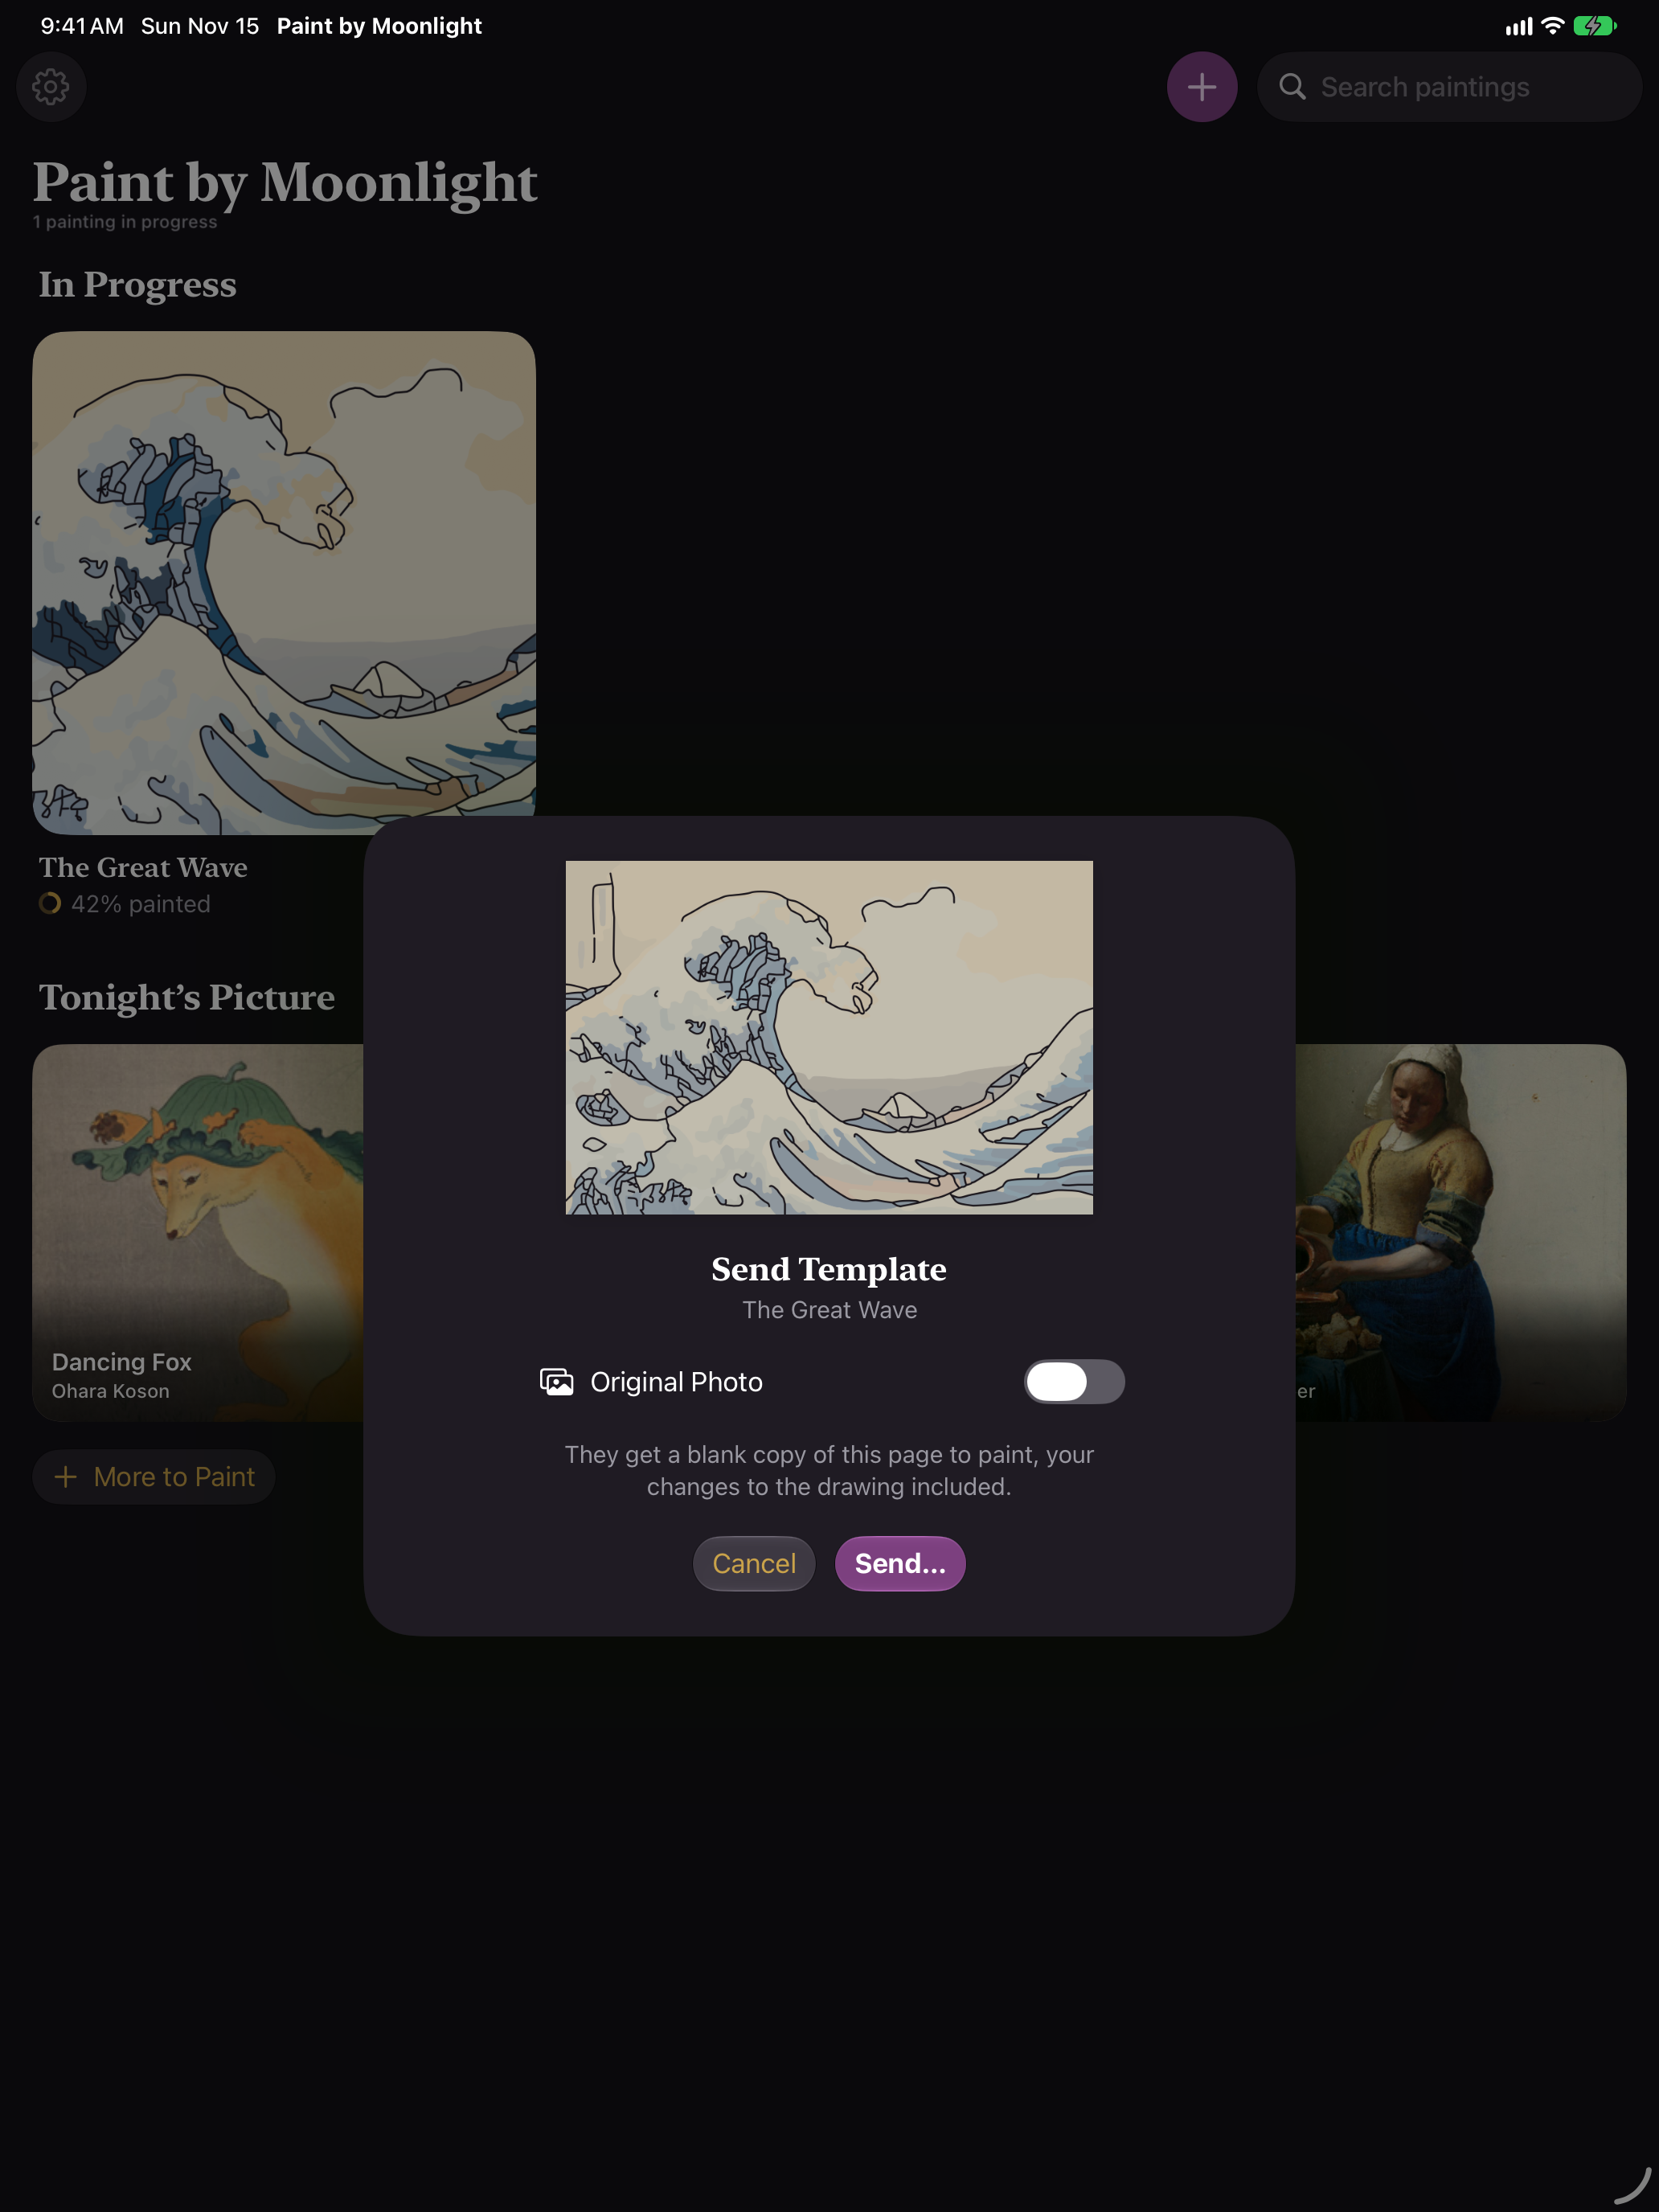 9:41 AM Sun Nov 15 Paint by Moonlight
Search paintings
Paint by Moonlight
1 painting in progress
In Progress
The Great Wave
42% painted
Tonight’s Picture
Dancing Fox
Ohara Koson
er
More to Paint
Send Template
The Great Wave
Original Photo
They get a blank copy of this page to paint, your
changes to the drawing included.
Cancel
Send...